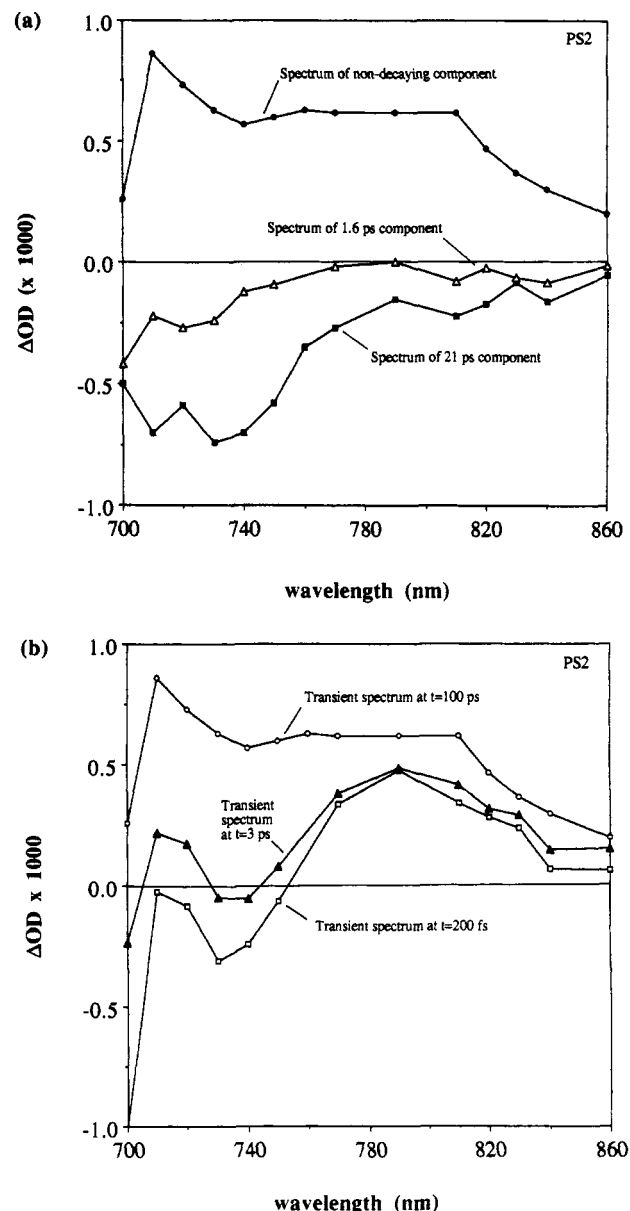 (a)
1.0
PS2
Spectrum of non-decaying component
0.5
Spectrum of 1.6 ps component
0.0
Spectrum of 21 ps component
-0.5
-1.0
700 740 780 820 860
ΔOD (x 1000)
wavelength (nm)
(b)
1.0
PS2
Transient spectrum at t=100 ps
0.5
Transient
spectrum
at t=3 ps
0.0
Transient spectrum at t=200 fs
-0.5
-1.0
700 740 780 820 860
ΔOD x 1000
wavelength (nm)